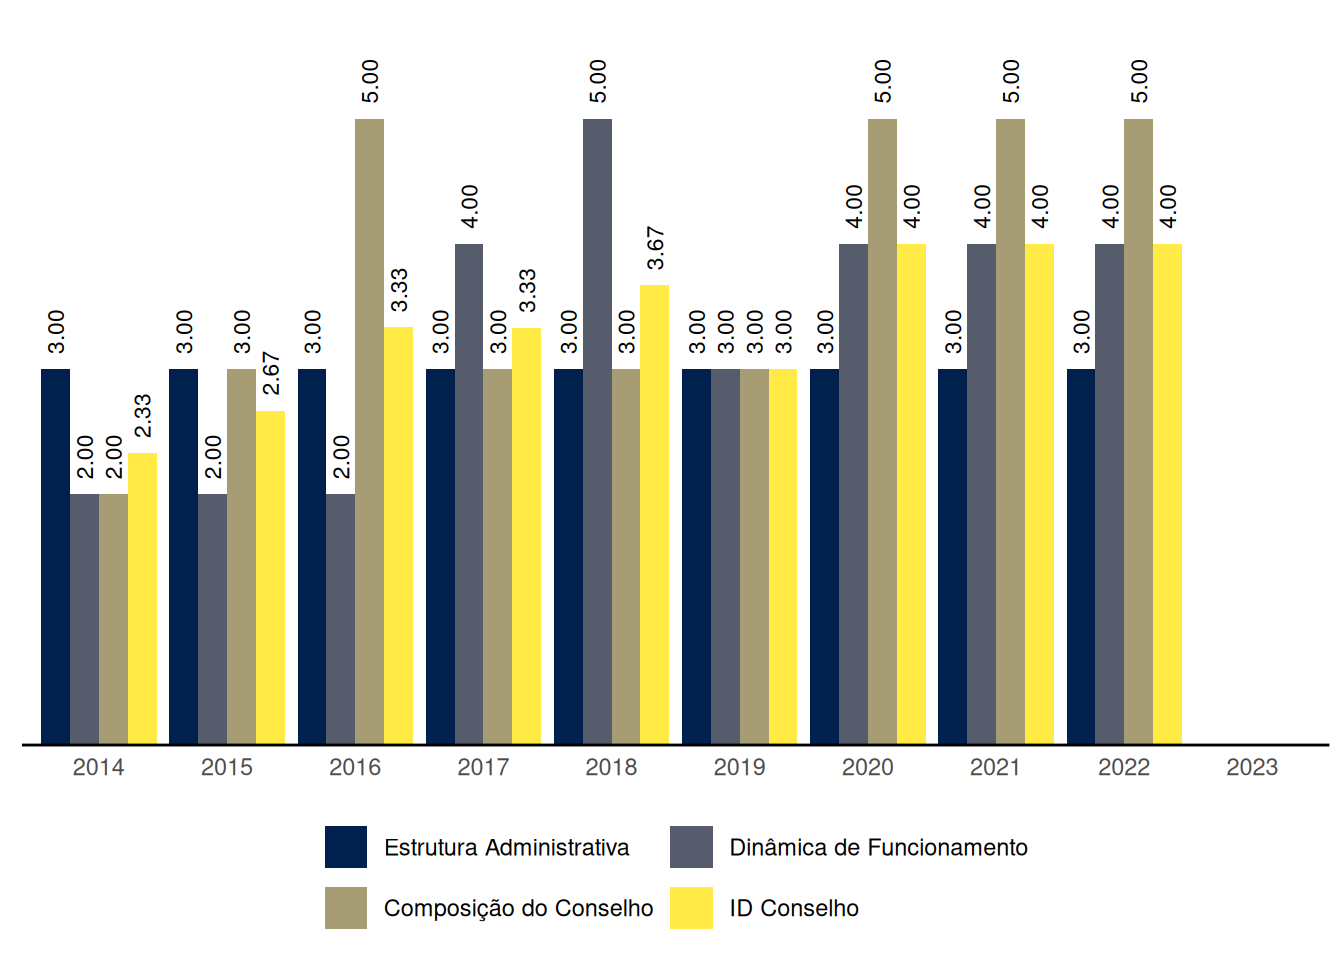 3.00 2.00 2.00 2.33 3.00 2.00 3.00 2.67 3.00 2.00 5.00 3.33 3.00 4.00 3.00 3.33 3.00 5.00 3.00 3.67 3.00 3.00 3.00 3.00 3.00 4.00 5.00 4.00 3.00 4.00 5.00 4.00 3.00 4.00 5.00 4.00
2014 2015 2016 2017 2018 2019 2020 2021 2022 2023
Estrutura Administrativa Dinâmica de Funcionamento
Composição do Conselho ID Conselho